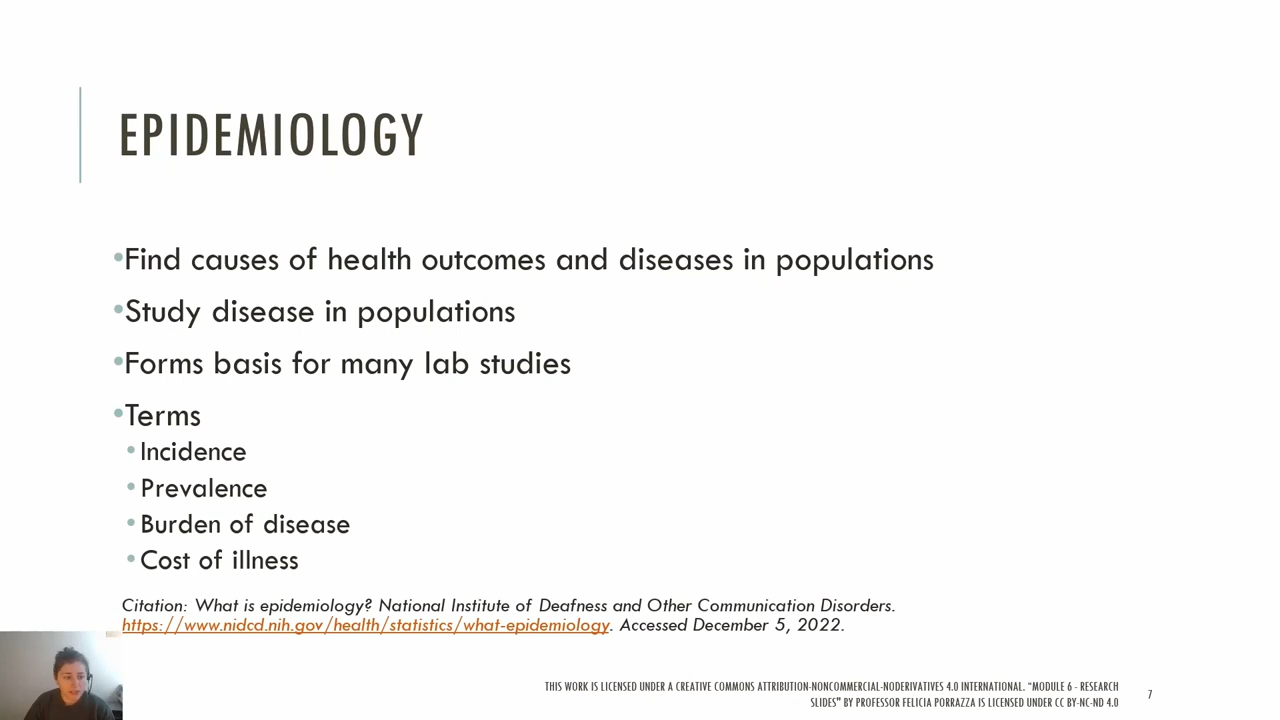 EPIDEMIOLOGY
•Find causes of health outcomes and diseases in populations
•Study disease in populations
•Forms basis for many lab studies
•Terms
• Incidence
• Prevalence
• Burden of disease
• Cost of illness
Citation: What is epidemiology? National Institute of Deafness and Other Communication Disorders.
https://www.nidcd.nih.gov/health/statistics/what-epidemiology. Accessed December 5, 2022.
THIS WORK IS LICENSED UNDER A CREATIVE COMMONS ATTRIBUTION-NONCOMMERCIAL-NODERIVATIVES 4.0 INTERNATIONAL. "MODULE 6 - RESEARCH
SLIDES" BY PROFESSOR FELICIA PORRAZZA IS LICENSED UNDER CC BY-NC-ND 4.0
7